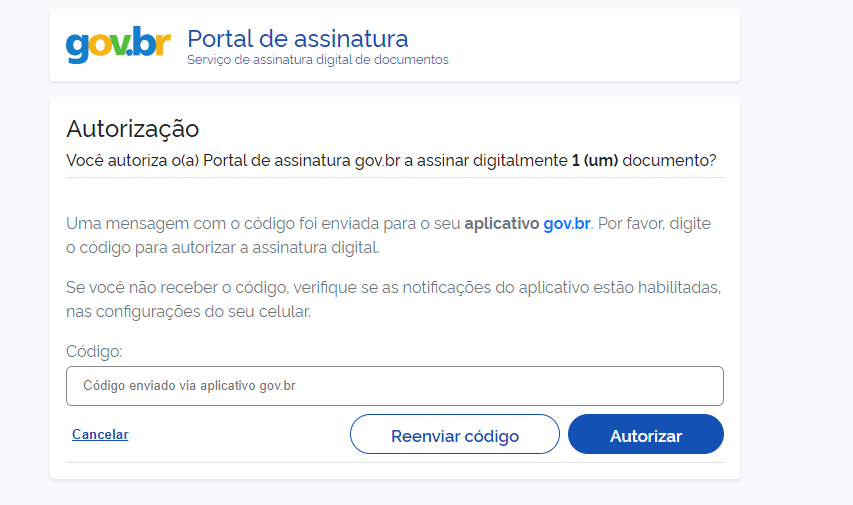 gov.br
Portal de assinatura
Serviço de assinatura digital de documentos
Autorização
Você autoriza o(a) Portal de assinatura gov.br a assinar digitalmente 1 (um) documento?
Uma mensagem com o código foi enviada para o seu aplicativo gov.br. Por favor, digite
o código para autorizar a assinatura digital.
Se você não receber o código, verifique se as notificações do aplicativo estão habilitadas,
nas configurações do seu celular.
Código:
Código enviado via aplicativo gov.br
Cancelar
Reenviar código
Autorizar